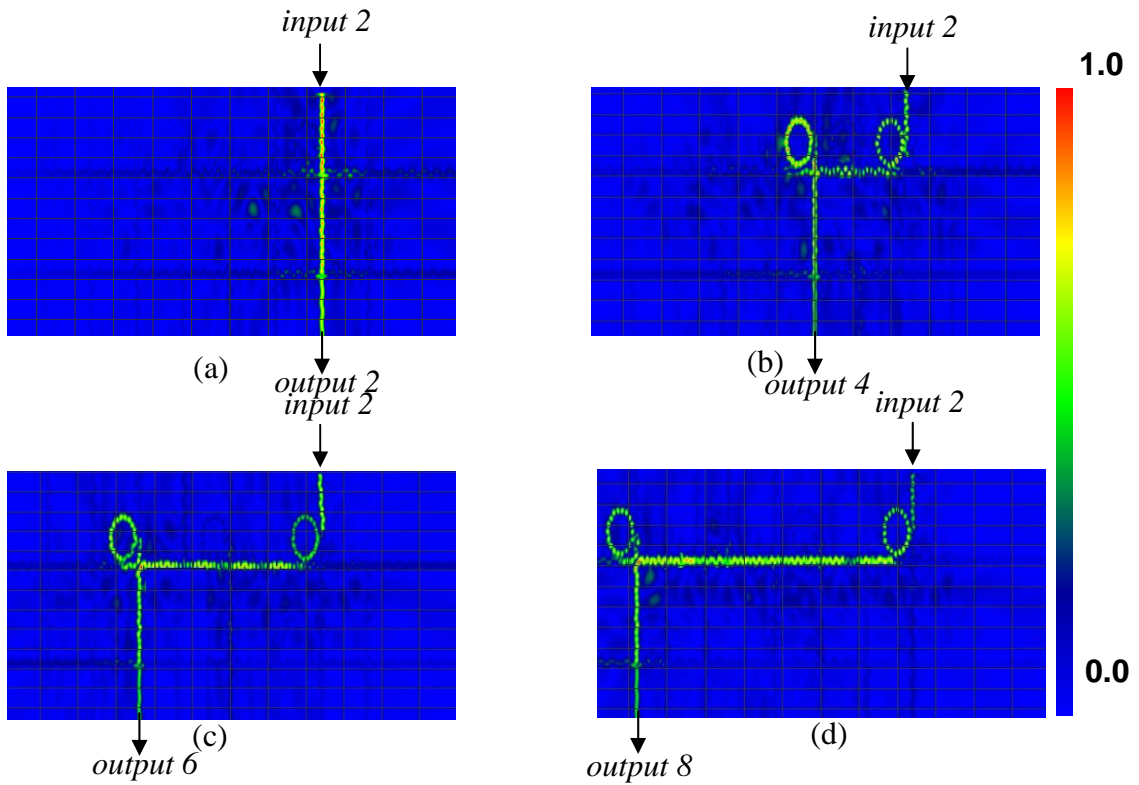 input 2
input 2
1.0
(a)
output 2
(b)
output 4
input 2
input 2
0.0
(c)
output 6
(d)
output 8